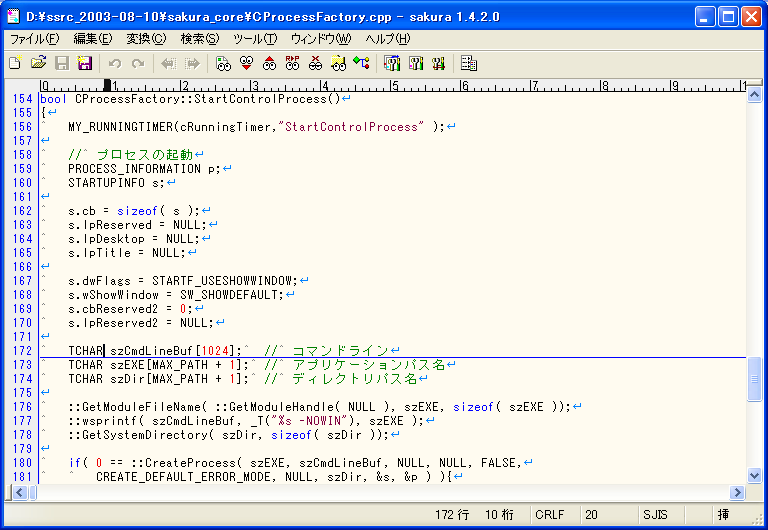 D:¥ssrc_2003-08-10¥sakura_core¥CProcessFactory.cpp - sakura 1.4.2.0
ファイル(F) 編集(E) 変換(C) 検索(S) ツール(T) ウィンドウ(W) ヘルプ(H)
0 1 2 3 4 5 6 7 8 9 1
154 bool CProcessFactory::StartControlProcess()↵
155 {↵
156 ^ MY_RUNNINGTIMER(cRunningTimer,"StartControlProcess" );↵
157 ↵
158 ^ //^ プロセスの起動↵
159 ^ PROCESS_INFORMATION p;↵
160 ^ STARTUPINFO s;↵
161 ↵
162 ^ s.cb = sizeof( s );↵
163 ^ s.lpReserved = NULL;↵
164 ^ s.lpDesktop = NULL;↵
165 ^ s.lpTitle = NULL;↵
166 ↵
167 ^ s.dwFlags = STARTF_USESHOWWINDOW;↵
168 ^ s.wShowWindow = SW_SHOWDEFAULT;↵
169 ^ s.cbReserved2 = 0;↵
170 ^ s.lpReserved2 = NULL;↵
171 ↵
172 ^ TCHAR szCmdLineBuf[1024];^ //^ コマンドライン↵
173 ^ TCHAR szEXE[MAX_PATH + 1];^ //^ アプリケーションパス名↵
174 ^ TCHAR szDir[MAX_PATH + 1];^ //^ ディレクトリパス名↵
175 ↵
176 ^ ::GetModuleFileName( ::GetModuleHandle( NULL ), szEXE, sizeof( szEXE ));↵
177 ^ ::wsprintf( szCmdLineBuf, _T("%s -NOWIN"), szEXE );↵
178 ^ ::GetSystemDirectory( szDir, sizeof( szDir ));↵
179 ↵
180 ^ if( 0 == ::CreateProcess( szEXE, szCmdLineBuf, NULL, NULL, FALSE,↵
181 ^ ^ CREATE_DEFAULT_ERROR_MODE, NULL, szDir, &s, &p ) ){↵
172 行 10 桁 CRLF 20 SJIS 挿